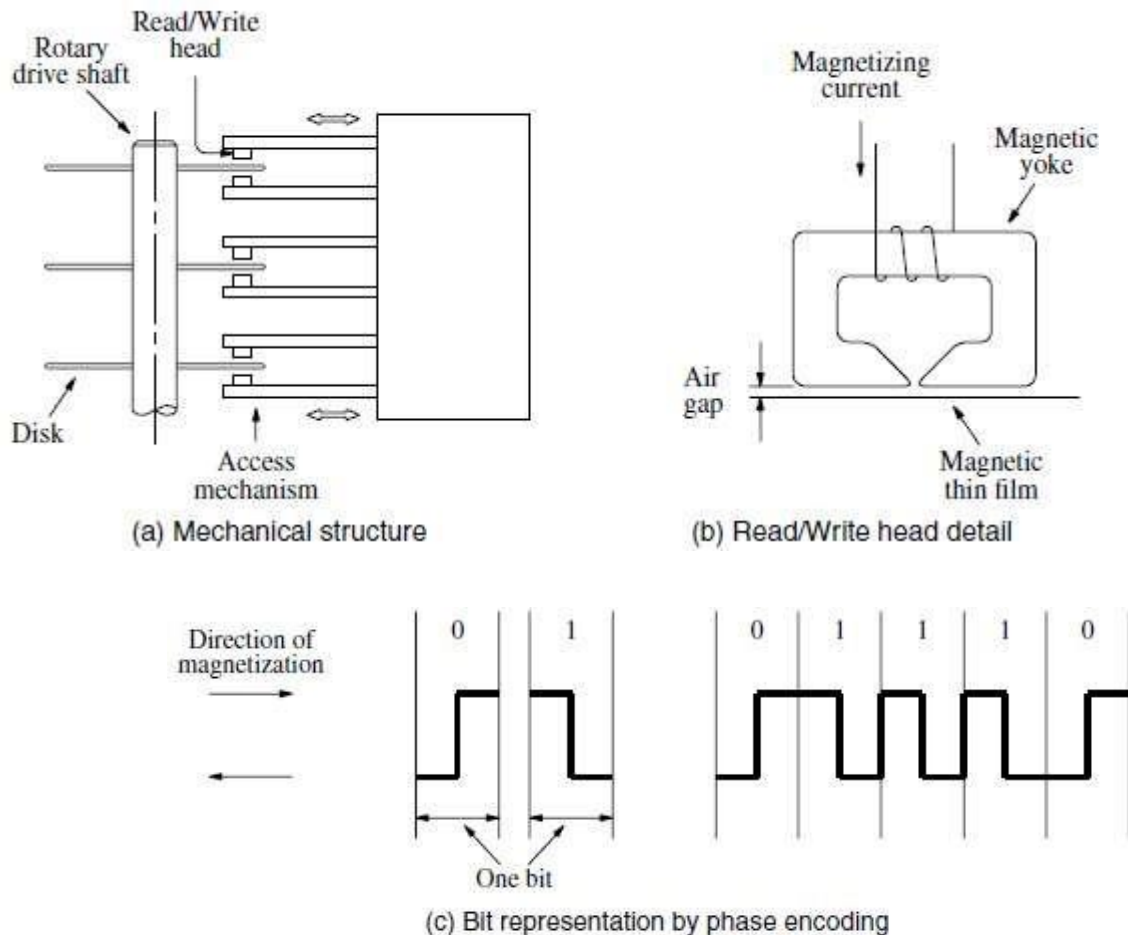 Read/Write
head
Rotary
drive shaft
Disk
Access
mechanism
(a) Mechanical structure
Magnetizing
current
Magnetic
yoke
Air
gap
Magnetic
thin film
(b) Read/Write head detail
Direction of
magnetization
0 1 0 1 1 1 0
One bit
(c) Bit representation by phase encoding